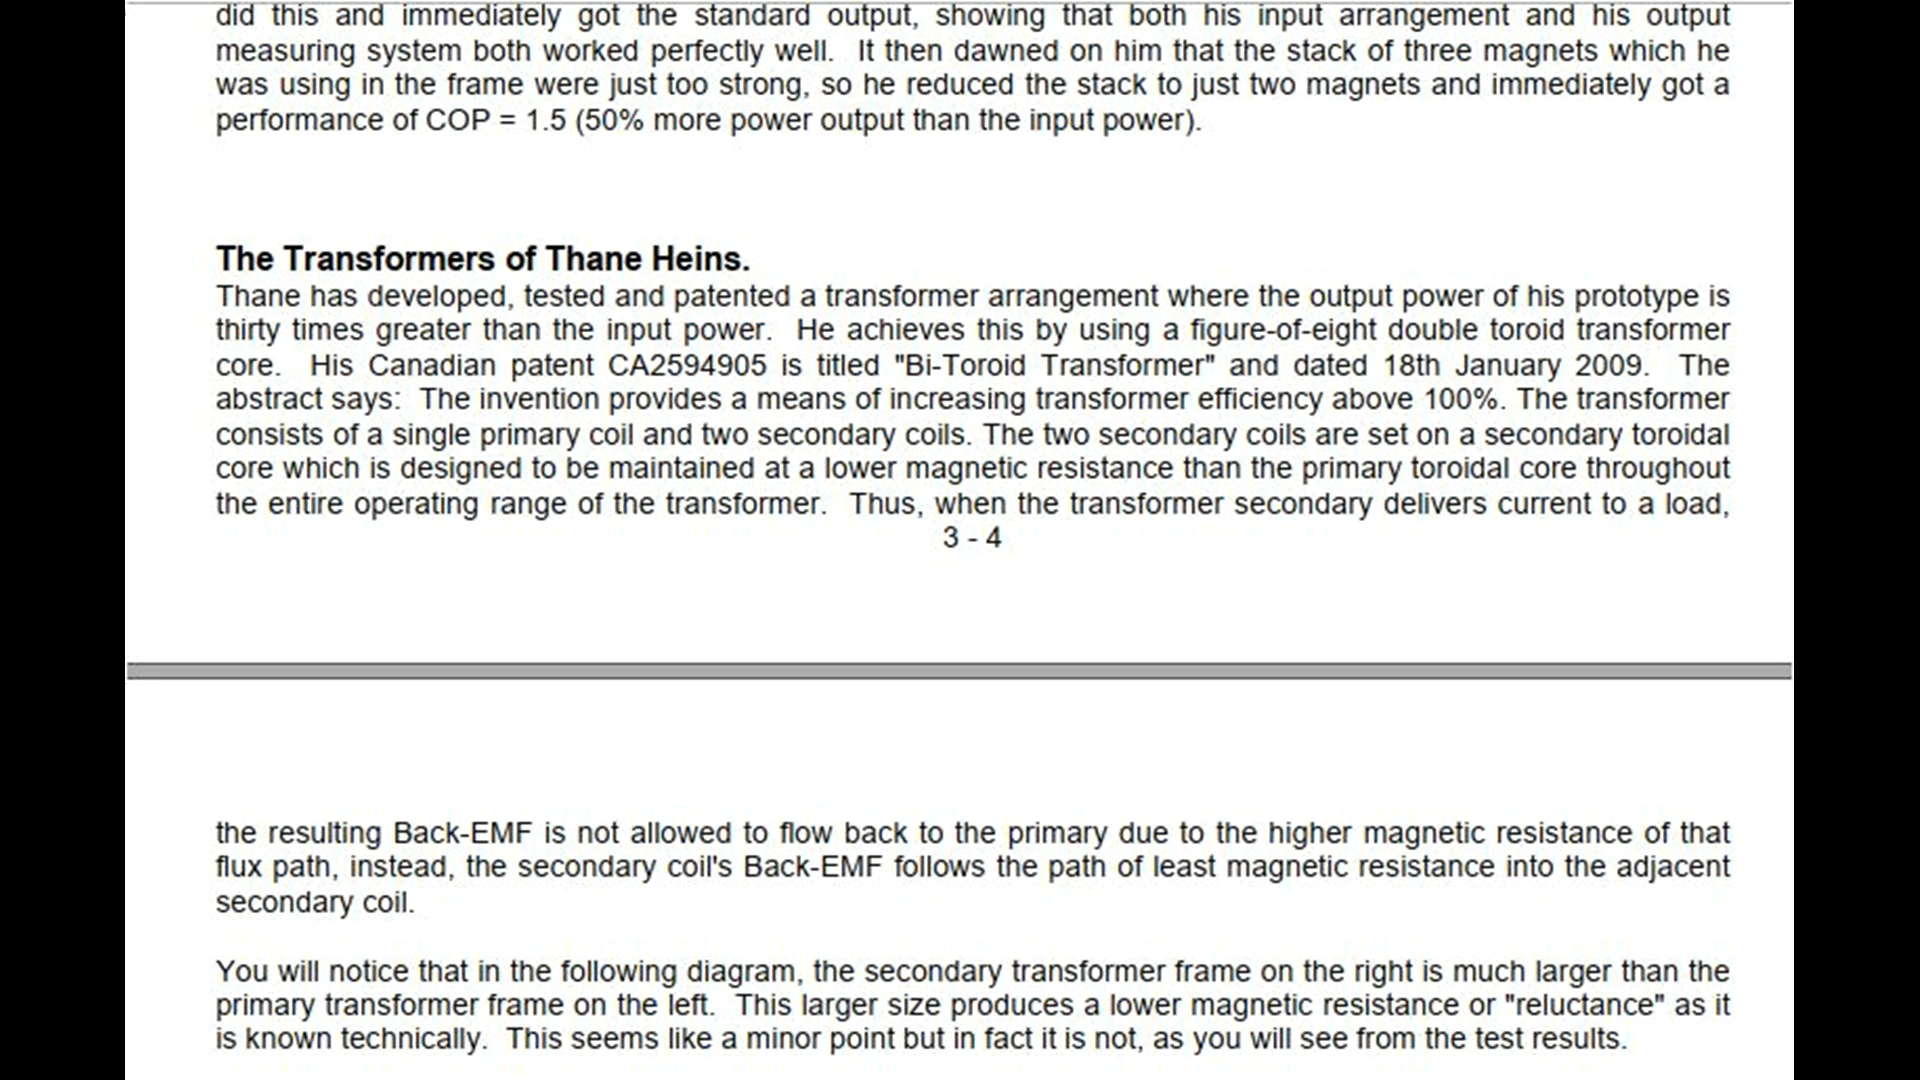 did this and immediately got the standard output, showing that both his input arrangement and his output
measuring system both worked perfectly well.  It then dawned on him that the stack of three magnets which he
was using in the frame were just too strong, so he reduced the stack to just two magnets and immediately got a
performance of COP = 1.5 (50% more power output than the input power).
The Transformers of Thane Heins.
Thane has developed, tested and patented a transformer arrangement where the output power of his prototype is
thirty times greater than the input power.  He achieves this by using a figure-of-eight double toroid transformer
core.  His Canadian patent CA2594905 is titled "Bi-Toroid Transformer" and dated 18th January 2009.  The
abstract says:  The invention provides a means of increasing transformer efficiency above 100%. The transformer
consists of a single primary coil and two secondary coils. The two secondary coils are set on a secondary toroidal
core which is designed to be maintained at a lower magnetic resistance than the primary toroidal core throughout
the entire operating range of the transformer.  Thus, when the transformer secondary delivers current to a load,
3 - 4
the resulting Back-EMF is not allowed to flow back to the primary due to the higher magnetic resistance of that
flux path, instead, the secondary coil's Back-EMF follows the path of least magnetic resistance into the adjacent
secondary coil.
You will notice that in the following diagram, the secondary transformer frame on the right is much larger than the
primary transformer frame on the left.  This larger size produces a lower magnetic resistance or "reluctance" as it
is known technically.  This seems like a minor point but in fact it is not, as you will see from the test results.